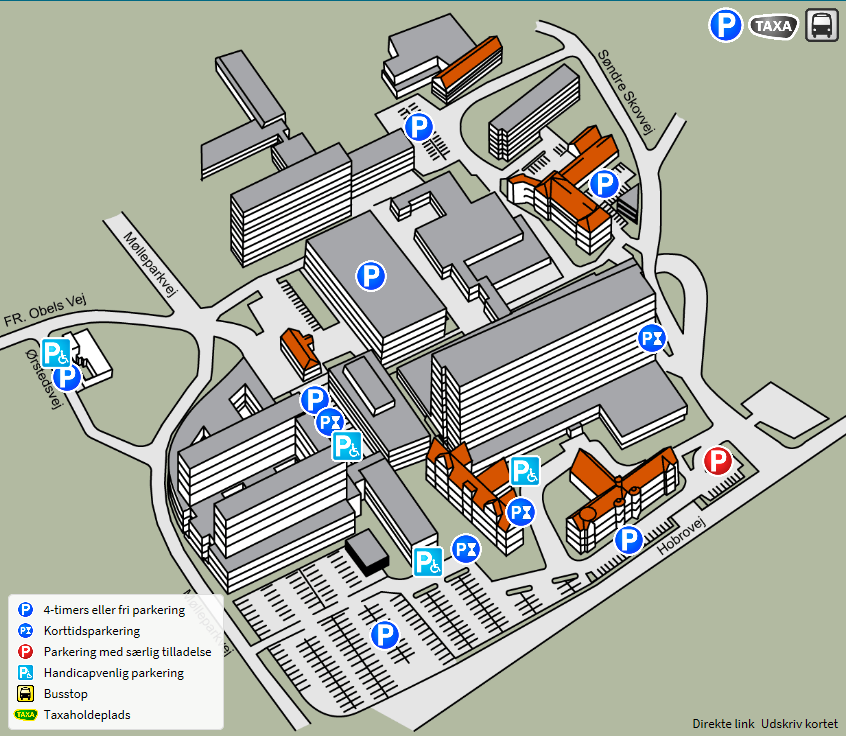 P
TAXA
Søndre Skovvej
P
P
Mølleparkvej
P
FR. Obels Vej
P
P
Ørstedsvej
P
P
P
P
P
P
P
P
P
P
P
Hobrovej
P
Mølleparkvej
P 4-timers eller fri parkering
P Korttidsparkering
P Parkering med særlig tilladelse
P Handicapvenlig parkering
Busstop
TAXA Taxaholdeplads
Direkte link Udskriv kortet